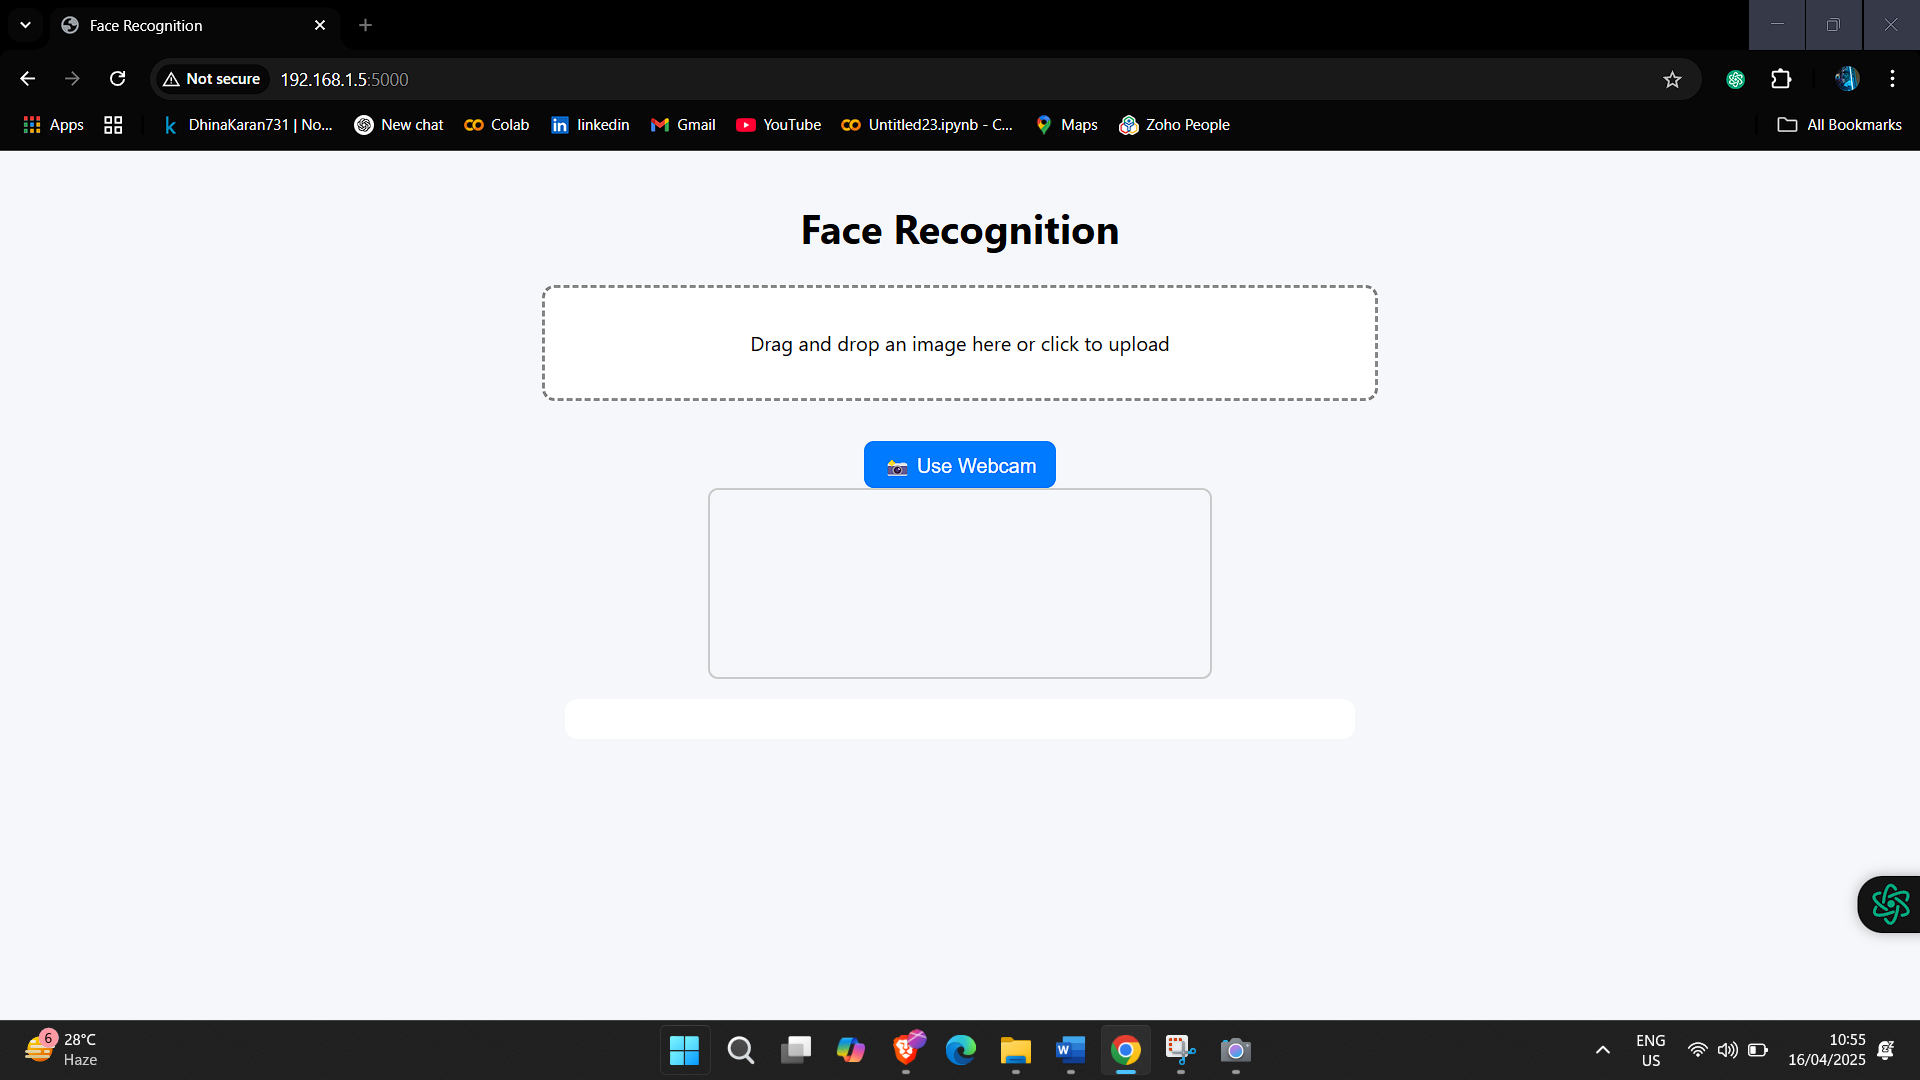 Face Recognition
Not secure 192.168.1.5:5000
Apps DhinaKaran731 | No... New chat Colab linkedin Gmail YouTube Untitled23.ipynb - C... Maps Zoho People All Bookmarks
Face Recognition
Drag and drop an image here or click to upload
Use Webcam
6 28°C
Haze
ENG
US
10:55
16/04/2025